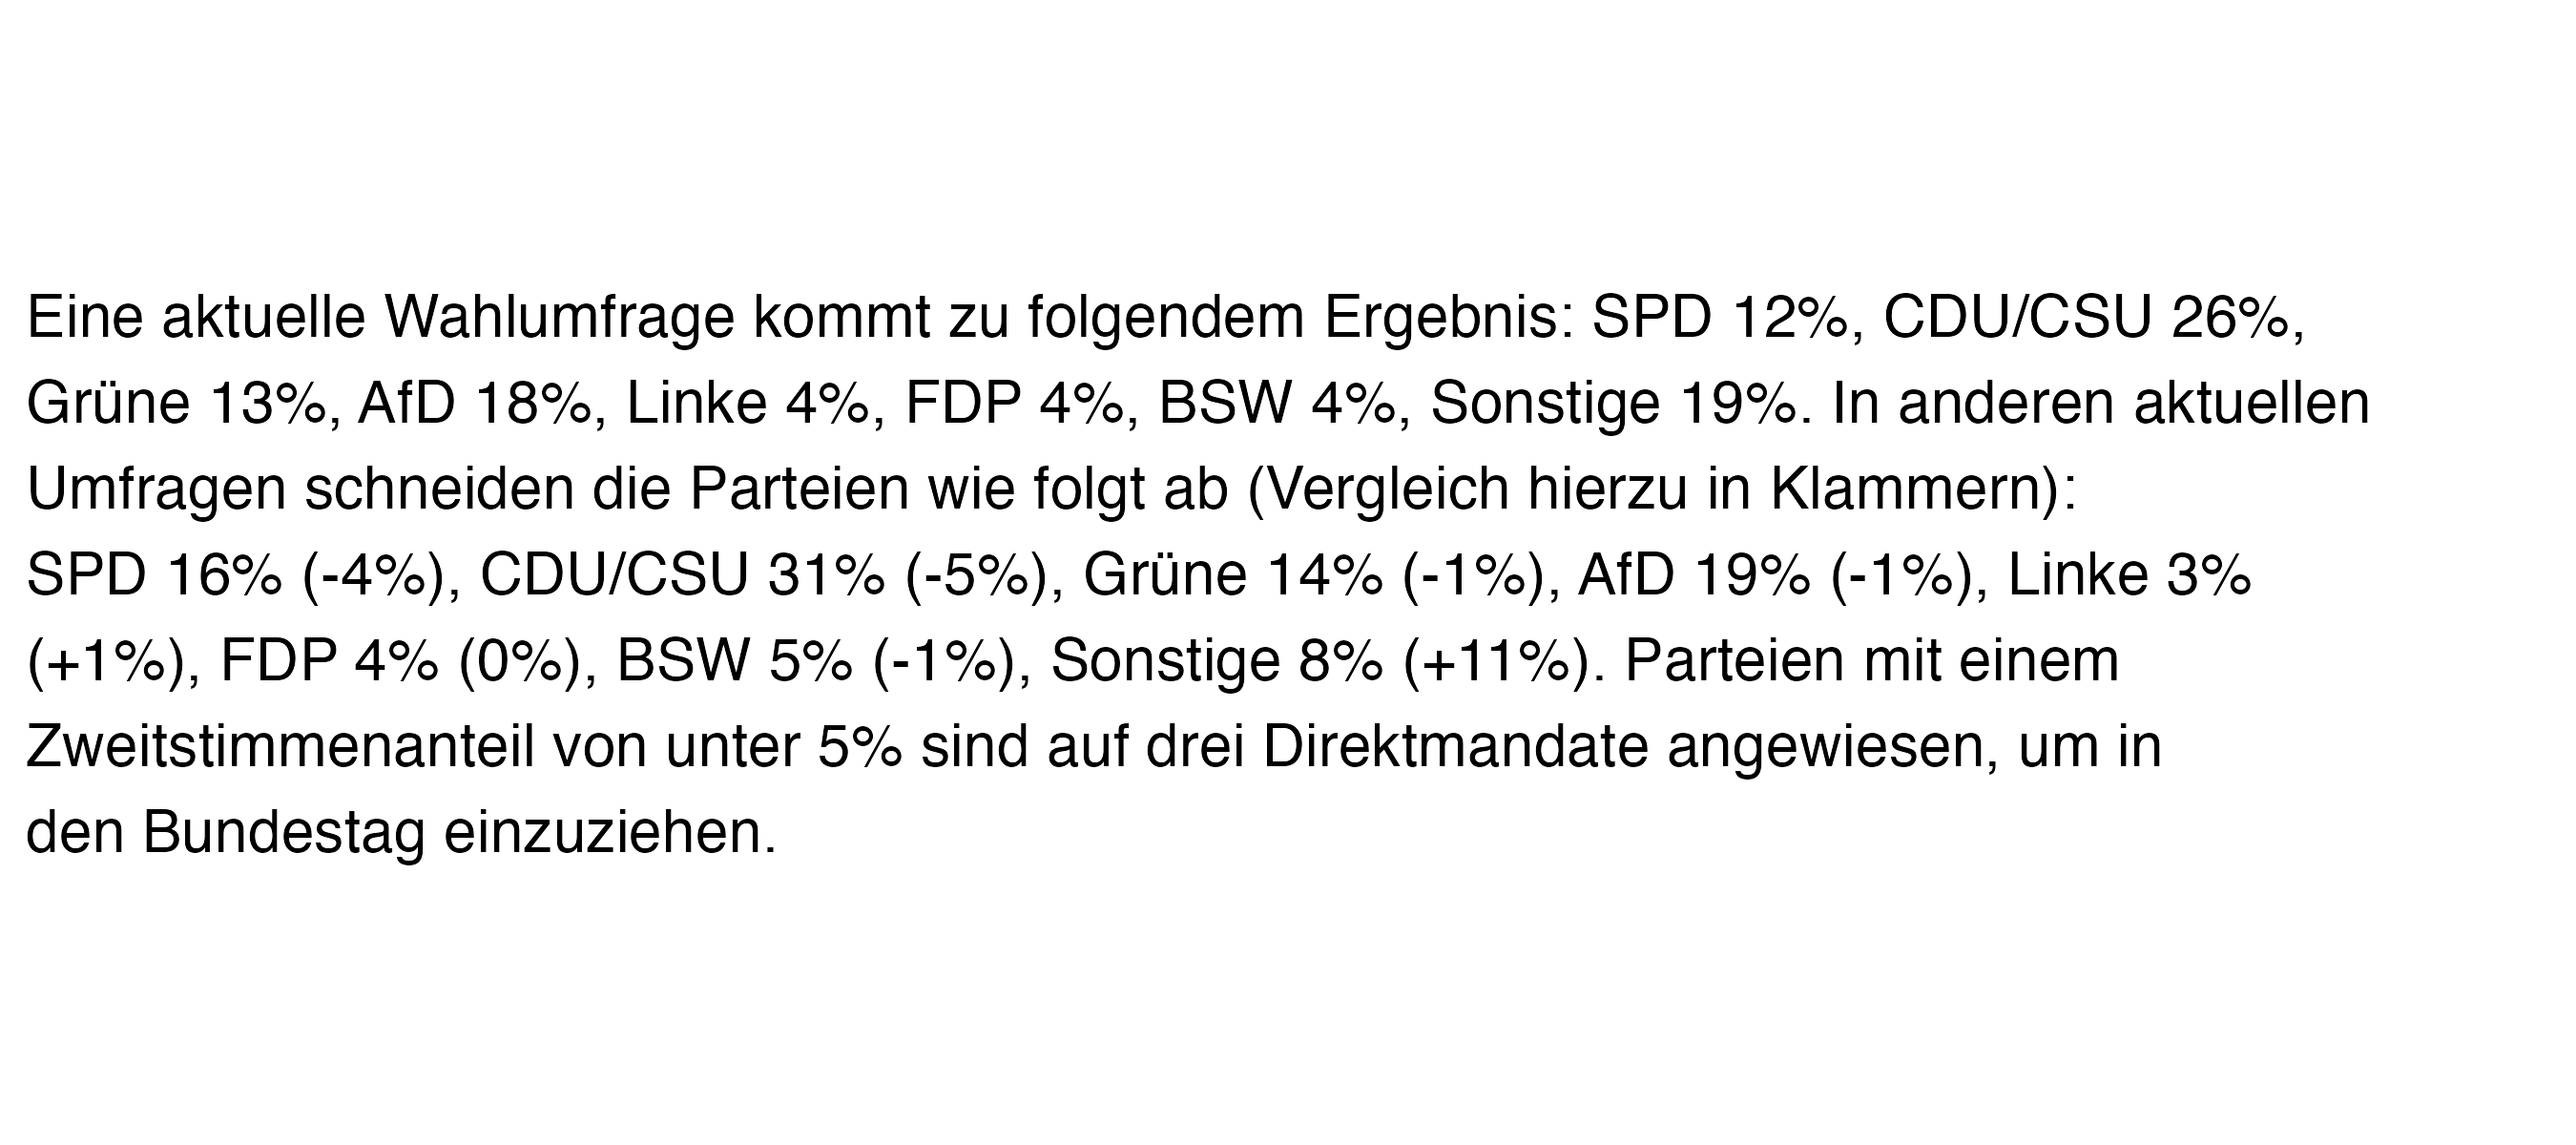 Eine aktuelle Wahlumfrage kommt zu folgendem Ergebnis: SPD 12%, CDU/CSU 26%,
Grüne 13%, AfD 18%, Linke 4%, FDP 4%, BSW 4%, Sonstige 19%. In anderen aktuellen
Umfragen schneiden die Parteien wie folgt ab (Vergleich hierzu in Klammern):
SPD 16% (-4%), CDU/CSU 31% (-5%), Grüne 14% (-1%), AfD 19% (-1%), Linke 3%
(+1%), FDP 4% (0%), BSW 5% (-1%), Sonstige 8% (+11%). Parteien mit einem
Zweitstimmenanteil von unter 5% sind auf drei Direktmandate angewiesen, um in
den Bundestag einzuziehen.